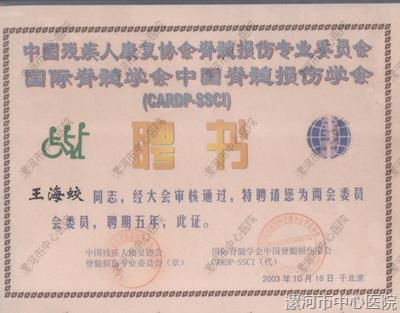 中国残疾人康复协会脊髓损伤专业委员会
国际脊髓学会中国脊髓损伤学会
(CARDP-SSCI)
聘书
王海蛟 同志，经大会审核通过，特聘请您为两会委员
会委员，聘期五年，此证。
中国残疾人康复协会
脊髓损伤专业委员会（章）
国际脊髓学会中国脊髓损伤学会
CARDP-SSCI（代）
2003年10月16日于北京
漯河市中心医院